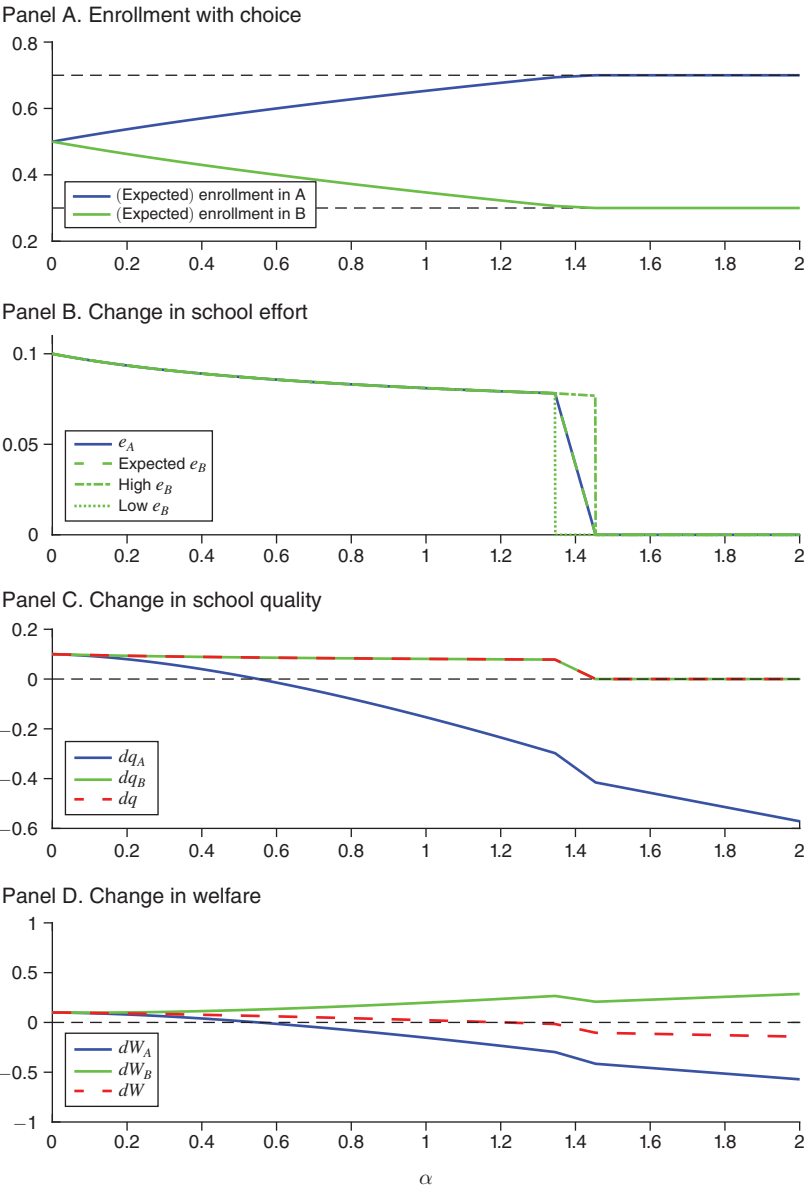 Panel A. Enrollment with choice
0.8
0.6
0.4
0.2
(Expected) enrollment in A
(Expected) enrollment in B
0 0.2 0.4 0.6 0.8 1 1.2 1.4 1.6 1.8 2
Panel B. Change in school effort
0.1
0.05
0
e_A
Expected e_B
High e_B
Low e_B
0 0.2 0.4 0.6 0.8 1 1.2 1.4 1.6 1.8 2
Panel C. Change in school quality
0.2
0
−0.2
−0.4
−0.6
dq_A
dq_B
dq
0 0.2 0.4 0.6 0.8 1 1.2 1.4 1.6 1.8 2
Panel D. Change in welfare
1
0.5
0
−0.5
−1
dW_A
dW_B
dW
0 0.2 0.4 0.6 0.8 1 1.2 1.4 1.6 1.8 2
α